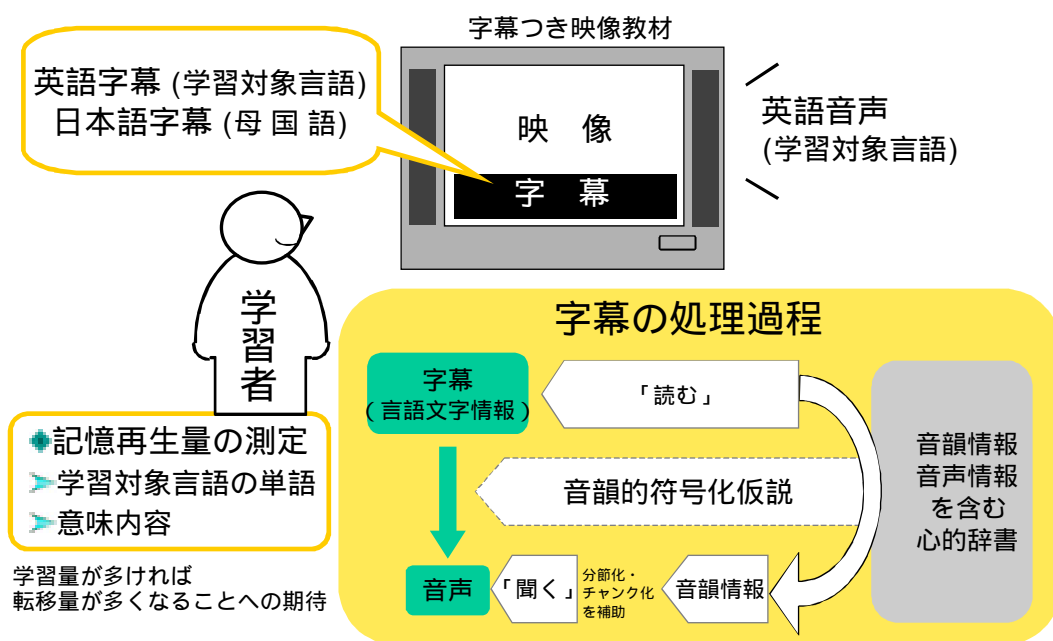 字幕つき映像教材
英語字幕 (学習対象言語)
日本語字幕 (母 国 語)
映 像
字 幕
英語音声
(学習対象言語)
学習者
◆記憶再生量の測定
➢学習対象言語の単語
➢意味内容
学習量が多ければ
転移量が多くなることへの期待
字幕の処理過程
字幕
(言語文字情報)
「読む」
音韻的符号化仮説
音声
「聞く」
分節化・
チャンク化
を補助
音韻情報
音韻情報
音声情報
を含む
心的辞書